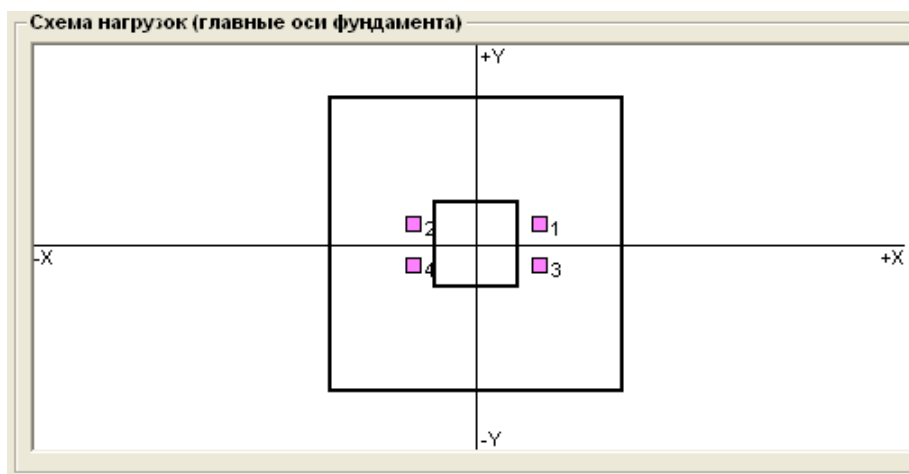 Схема нагрузок (главные оси фундамента)
+Y
2
1
-X
+X
4
3
-Y